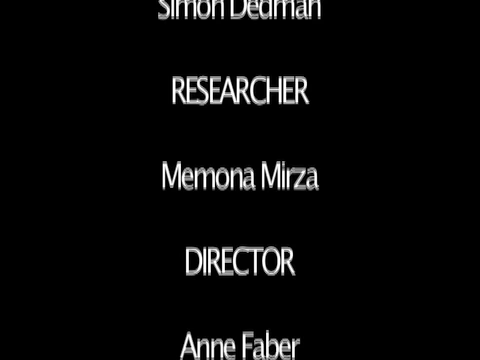 Simon Dedman
RESEARCHER
Memona Mirza
DIRECTOR
Anne Faber